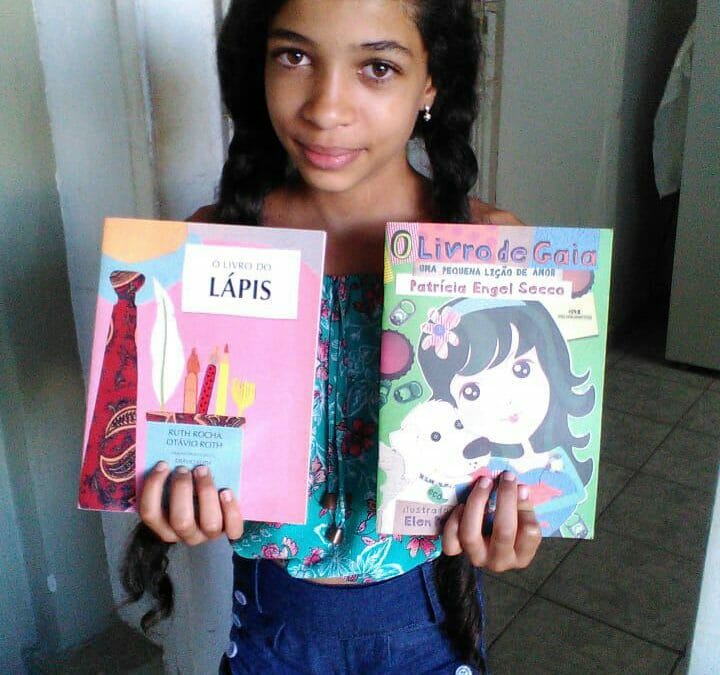 O LIVRO DO
LÁPIS
RUTH ROCHA
OTÁVIO ROTH
O Livro de Gaia
UMA PEQUENA LIÇÃO DE AMOR
Patrícia Engel Secco
Elen